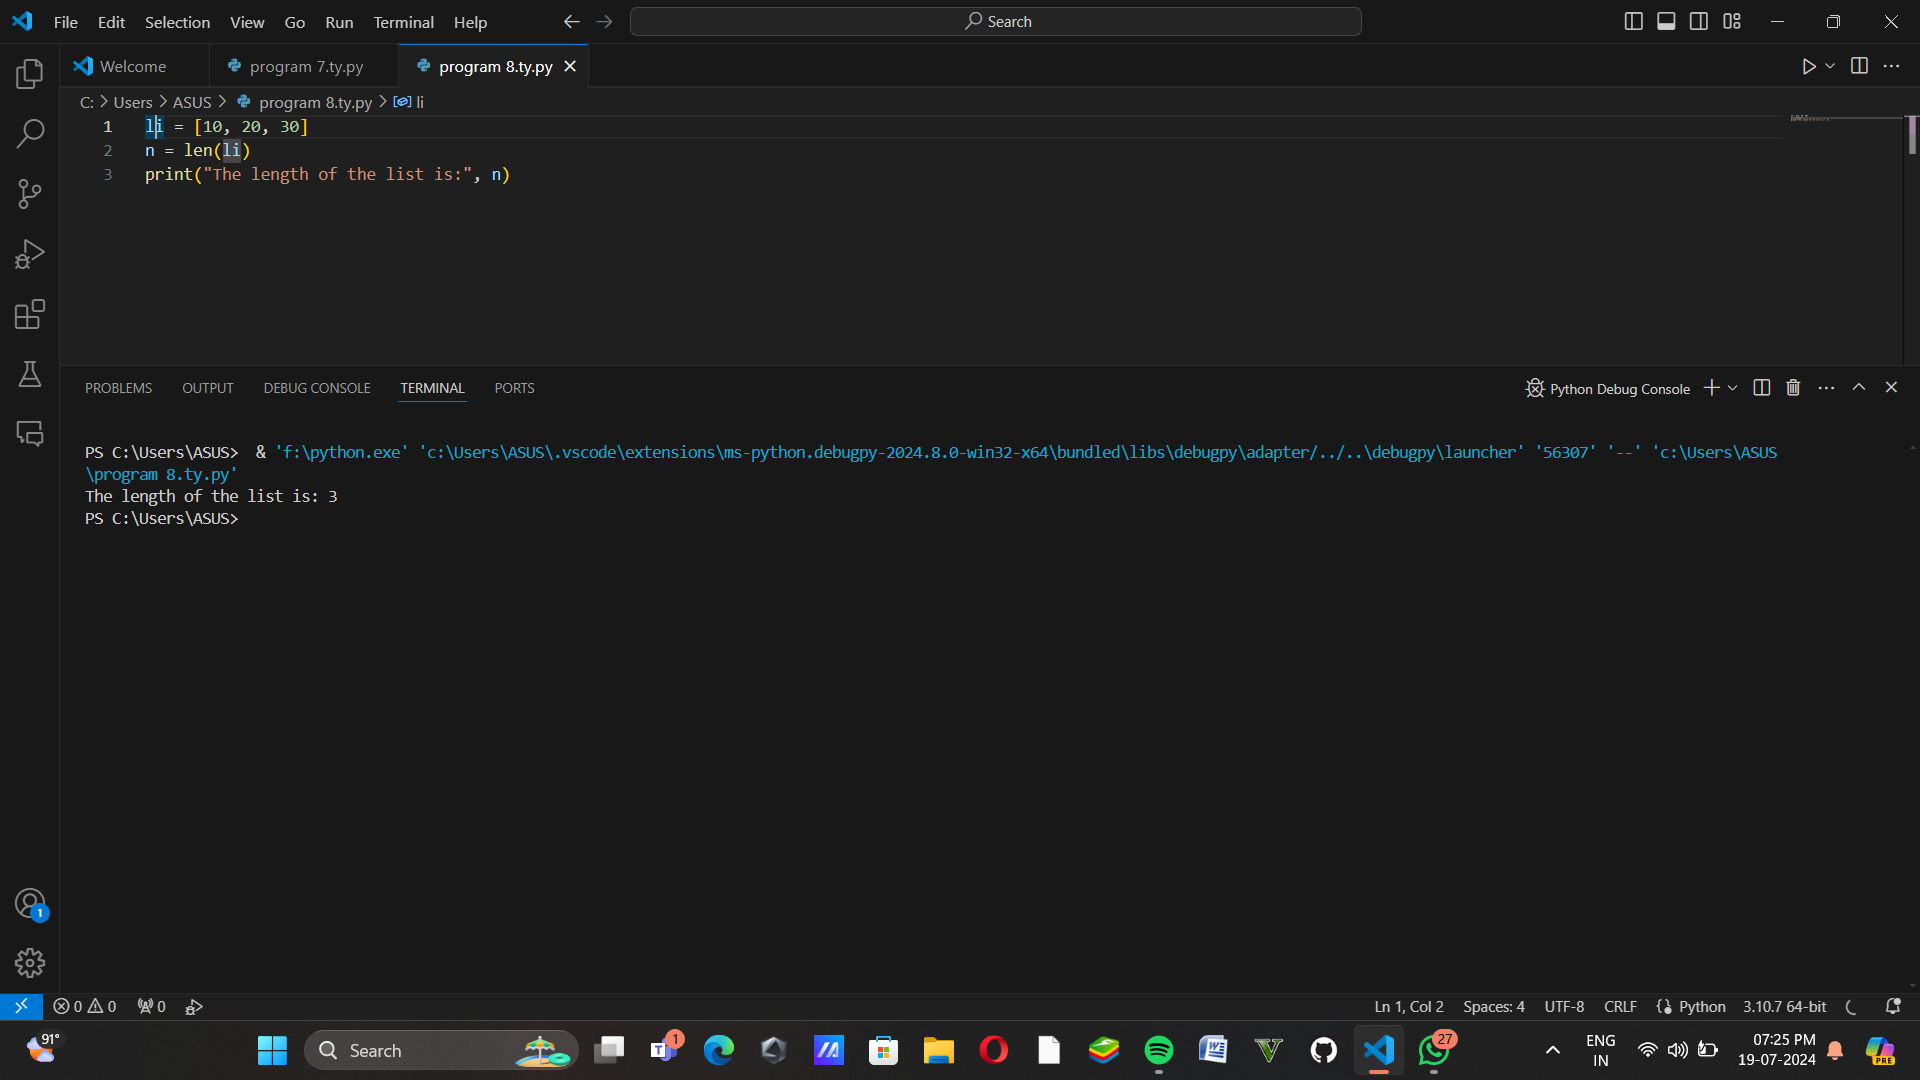 File Edit Selection View Go Run Terminal Help Search
Welcome program 7.ty.py program 8.ty.py
C: > Users > ASUS > program 8.ty.py > li
1 li = [10, 20, 30]
2 n = len(li)
3 print("The length of the list is:", n)
PROBLEMS OUTPUT DEBUG CONSOLE TERMINAL PORTS Python Debug Console
PS C:\Users\ASUS>  & 'f:\python.exe' 'c:\Users\ASUS\.vscode\extensions\ms-python.debugpy-2024.8.0-win32-x64\bundled\libs\debugpy\adapter/../..\debugpy\launcher' '56307' '--' 'c:\Users\ASUS
\program 8.ty.py'
The length of the list is: 3
PS C:\Users\ASUS>
1
0 0 0 Ln 1, Col 2 Spaces: 4 UTF-8 CRLF Python 3.10.7 64-bit
91° Search 1 27 ENG 07:25 PM PRE
IN 19-07-2024